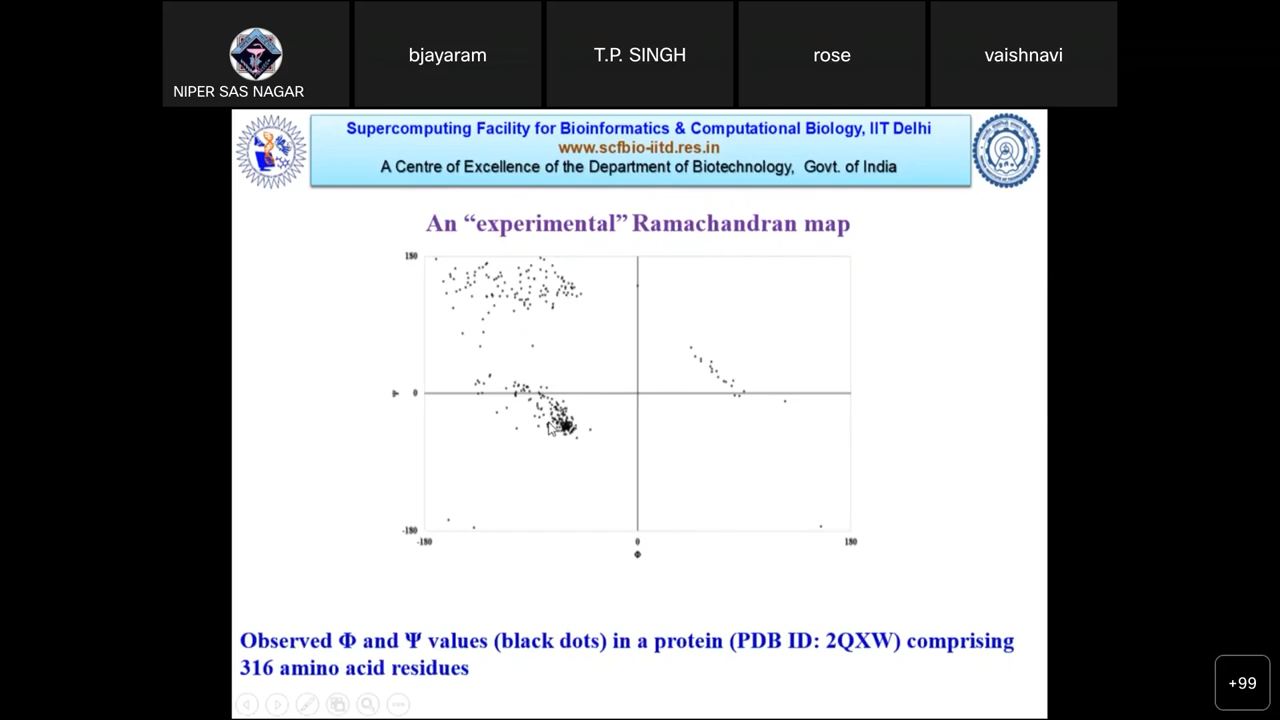 NIPER SAS NAGAR
bjayaram
T.P. SINGH
rose
vaishnavi
Supercomputing Facility for Bioinformatics & Computational Biology, IIT Delhi
www.scfbio-iitd.res.in
A Centre of Excellence of the Department of Biotechnology, Govt. of India
An “experimental” Ramachandran map
180
Ψ 0
-180
-180 0 180
Φ
Observed Φ and Ψ values (black dots) in a protein (PDB ID: 2QXW) comprising
316 amino acid residues
+99